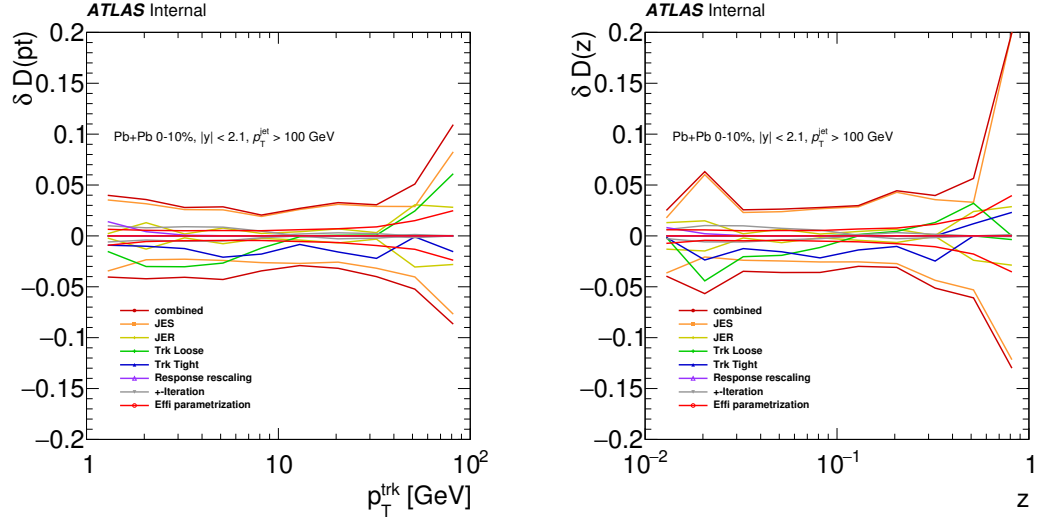 ATLAS Internal
δ D(pt)
0.2
0.15
0.1
0.05
0
−0.05
−0.1
−0.15
−0.2
Pb+Pb 0-10%, |y| < 2.1, p_T^jet > 100 GeV
combined
JES
JER
Trk Loose
Trk Tight
Response rescaling
+-Iteration
Effi parametrization
1
10
10²
p_T^trk [GeV]
ATLAS Internal
δ D(z)
0.2
0.15
0.1
0.05
0
−0.05
−0.1
−0.15
−0.2
Pb+Pb 0-10%, |y| < 2.1, p_T^jet > 100 GeV
combined
JES
JER
Trk Loose
Trk Tight
Response rescaling
+-Iteration
Effi parametrization
10⁻²
10⁻¹
1
z